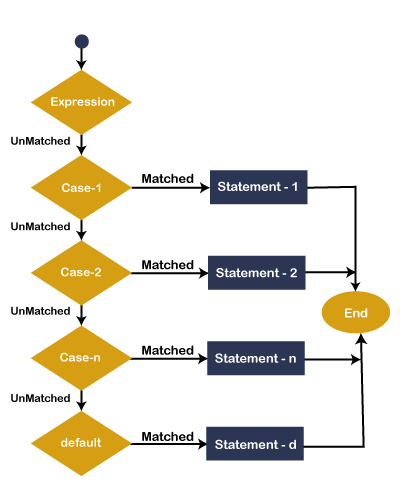 Expression
UnMatched
Case-1
Matched
Statement - 1
UnMatched
Case-2
Matched
Statement - 2
UnMatched
End
Case-n
Matched
Statement - n
UnMatched
default
Matched
Statement - d